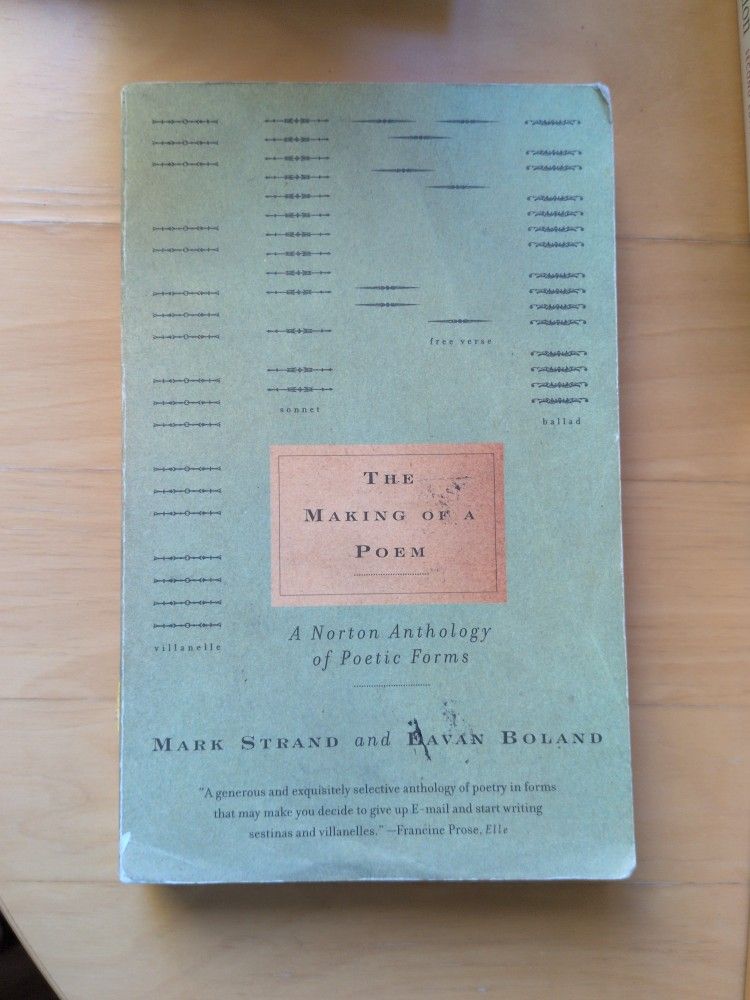 free verse
sonnet
ballad
THE
MAKING OF A
POEM
A Norton Anthology
of Poetic Forms
villanelle
MARK STRAND and EAVAN BOLAND
"A generous and exquisitely selective anthology of poetry in forms
that may make you decide to give up E-mail and start writing
sestinas and villanelles." —Francine Prose, Elle